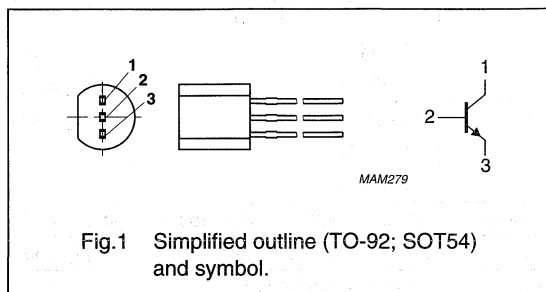 1
2
3
1
2
3
MAM279
Fig.1 Simplified outline (TO-92; SOT54)
and symbol.